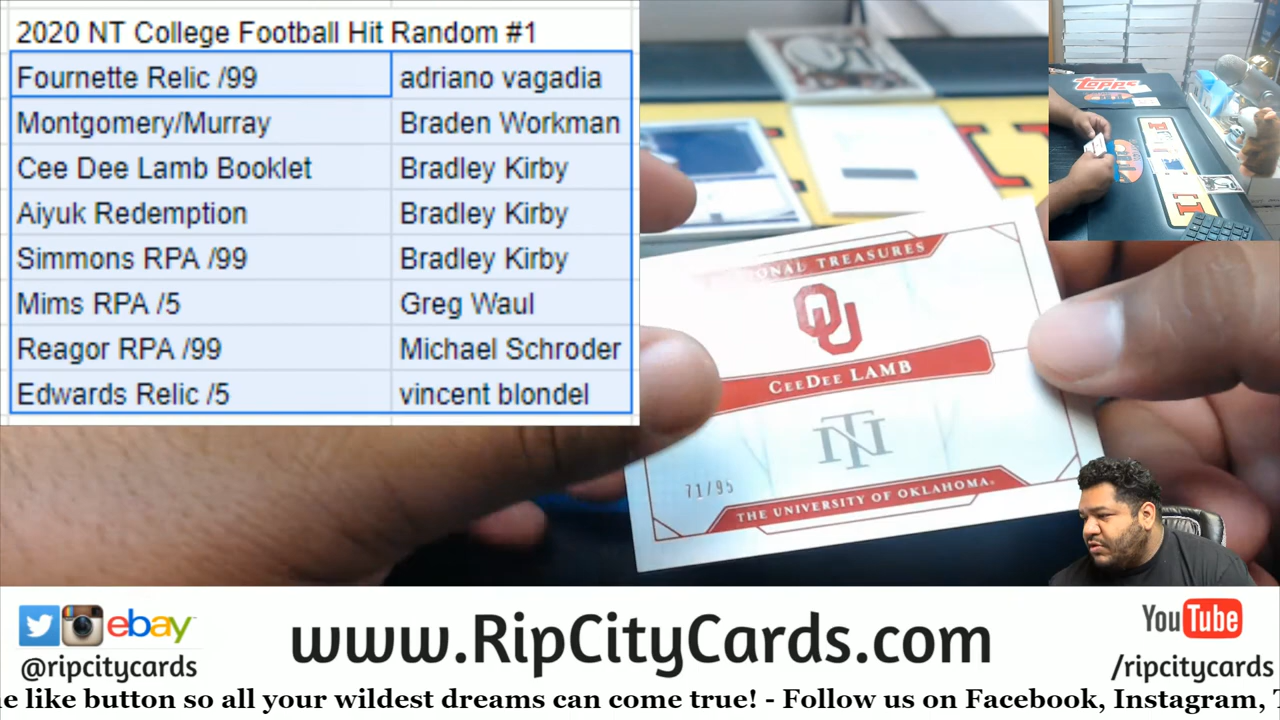 2020 NT College Football Hit Random #1
Fournette Relic /99 adriano vagadia
Montgomery/Murray Braden Workman
Cee Dee Lamb Booklet Bradley Kirby
Aiyuk Redemption Bradley Kirby
Simmons RPA /99 Bradley Kirby
Mims RPA /5 Greg Waul
Reagor RPA /99 Michael Schroder
Edwards Relic /5 vincent blondel
Topps
NATIONAL TREASURES
OU
CEEDEE LAMB
NT
71/95
THE UNIVERSITY OF OKLAHOMA®
ebay
@ripcitycards
www.RipCityCards.com
YouTube
/ripcitycards
e like button so all your wildest dreams can come true! - Follow us on Facebook, Instagram, T